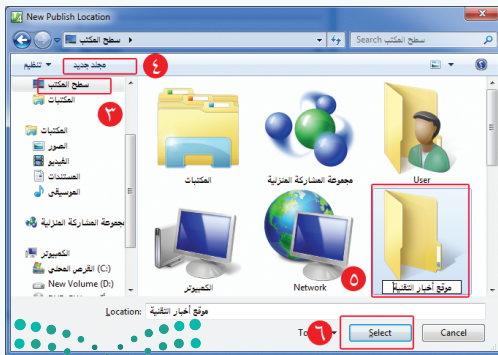 New Publish Location
سطح المكتب
Search سطح المكتب
تنظيم
مجلد جديد
٤
سطح المكتب
٣
المكتبات
المكتبات
الصور
الفيديو
المستندات
الموسيقى
مجموعة المشاركة المنزلية
الكمبيوتر
القرص المحلي (C:)
New Volume (D:)
المكتبات
مجموعة المشاركة المنزلية
User
الكمبيوتر
Network
٥
موقع أخبار التقنية
Location: موقع أخبار التقنية
٦
Select
Cancel